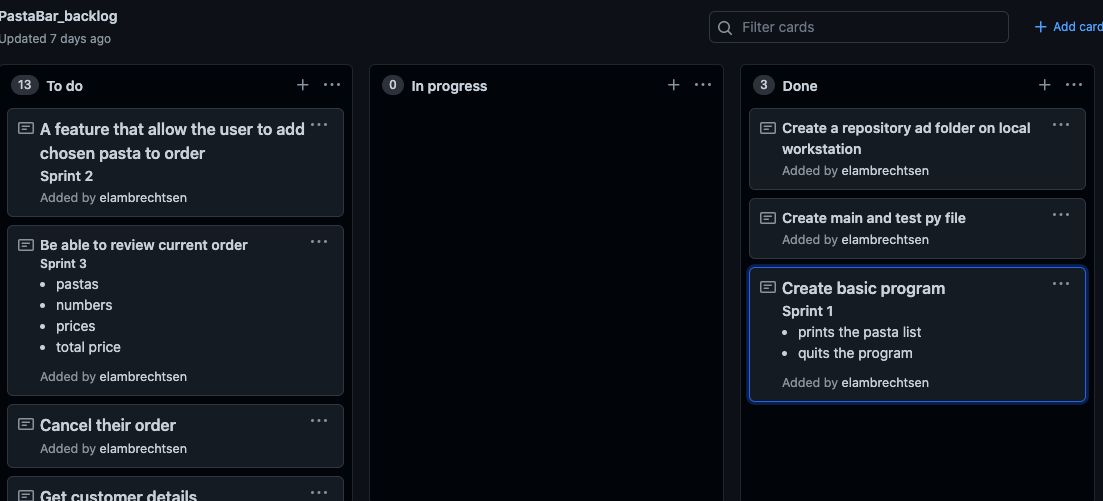 PastaBar_backlog
Updated 7 days ago
Filter cards
Add card
13 To do
A feature that allow the user to add
chosen pasta to order
Sprint 2
Added by elambrechtsen
Be able to review current order
Sprint 3
pastas
numbers
prices
total price
Added by elambrechtsen
Cancel their order
Added by elambrechtsen
Get customer details
0 In progress
3 Done
Create a repository ad folder on local
workstation
Added by elambrechtsen
Create main and test py file
Added by elambrechtsen
Create basic program
Sprint 1
prints the pasta list
quits the program
Added by elambrechtsen